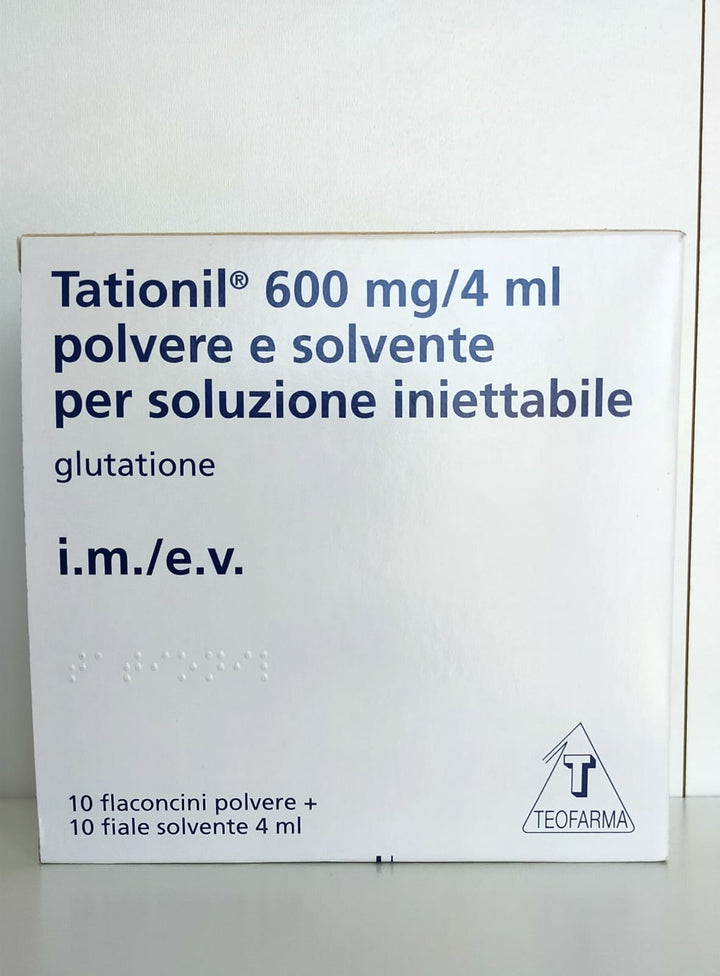 Tationil® 600 mg/4 ml
polvere e solvente
per soluzione iniettabile
glutatione
i.m./e.v.
10 flaconcini polvere +
10 fiale solvente 4 ml
T
TEOFARMA